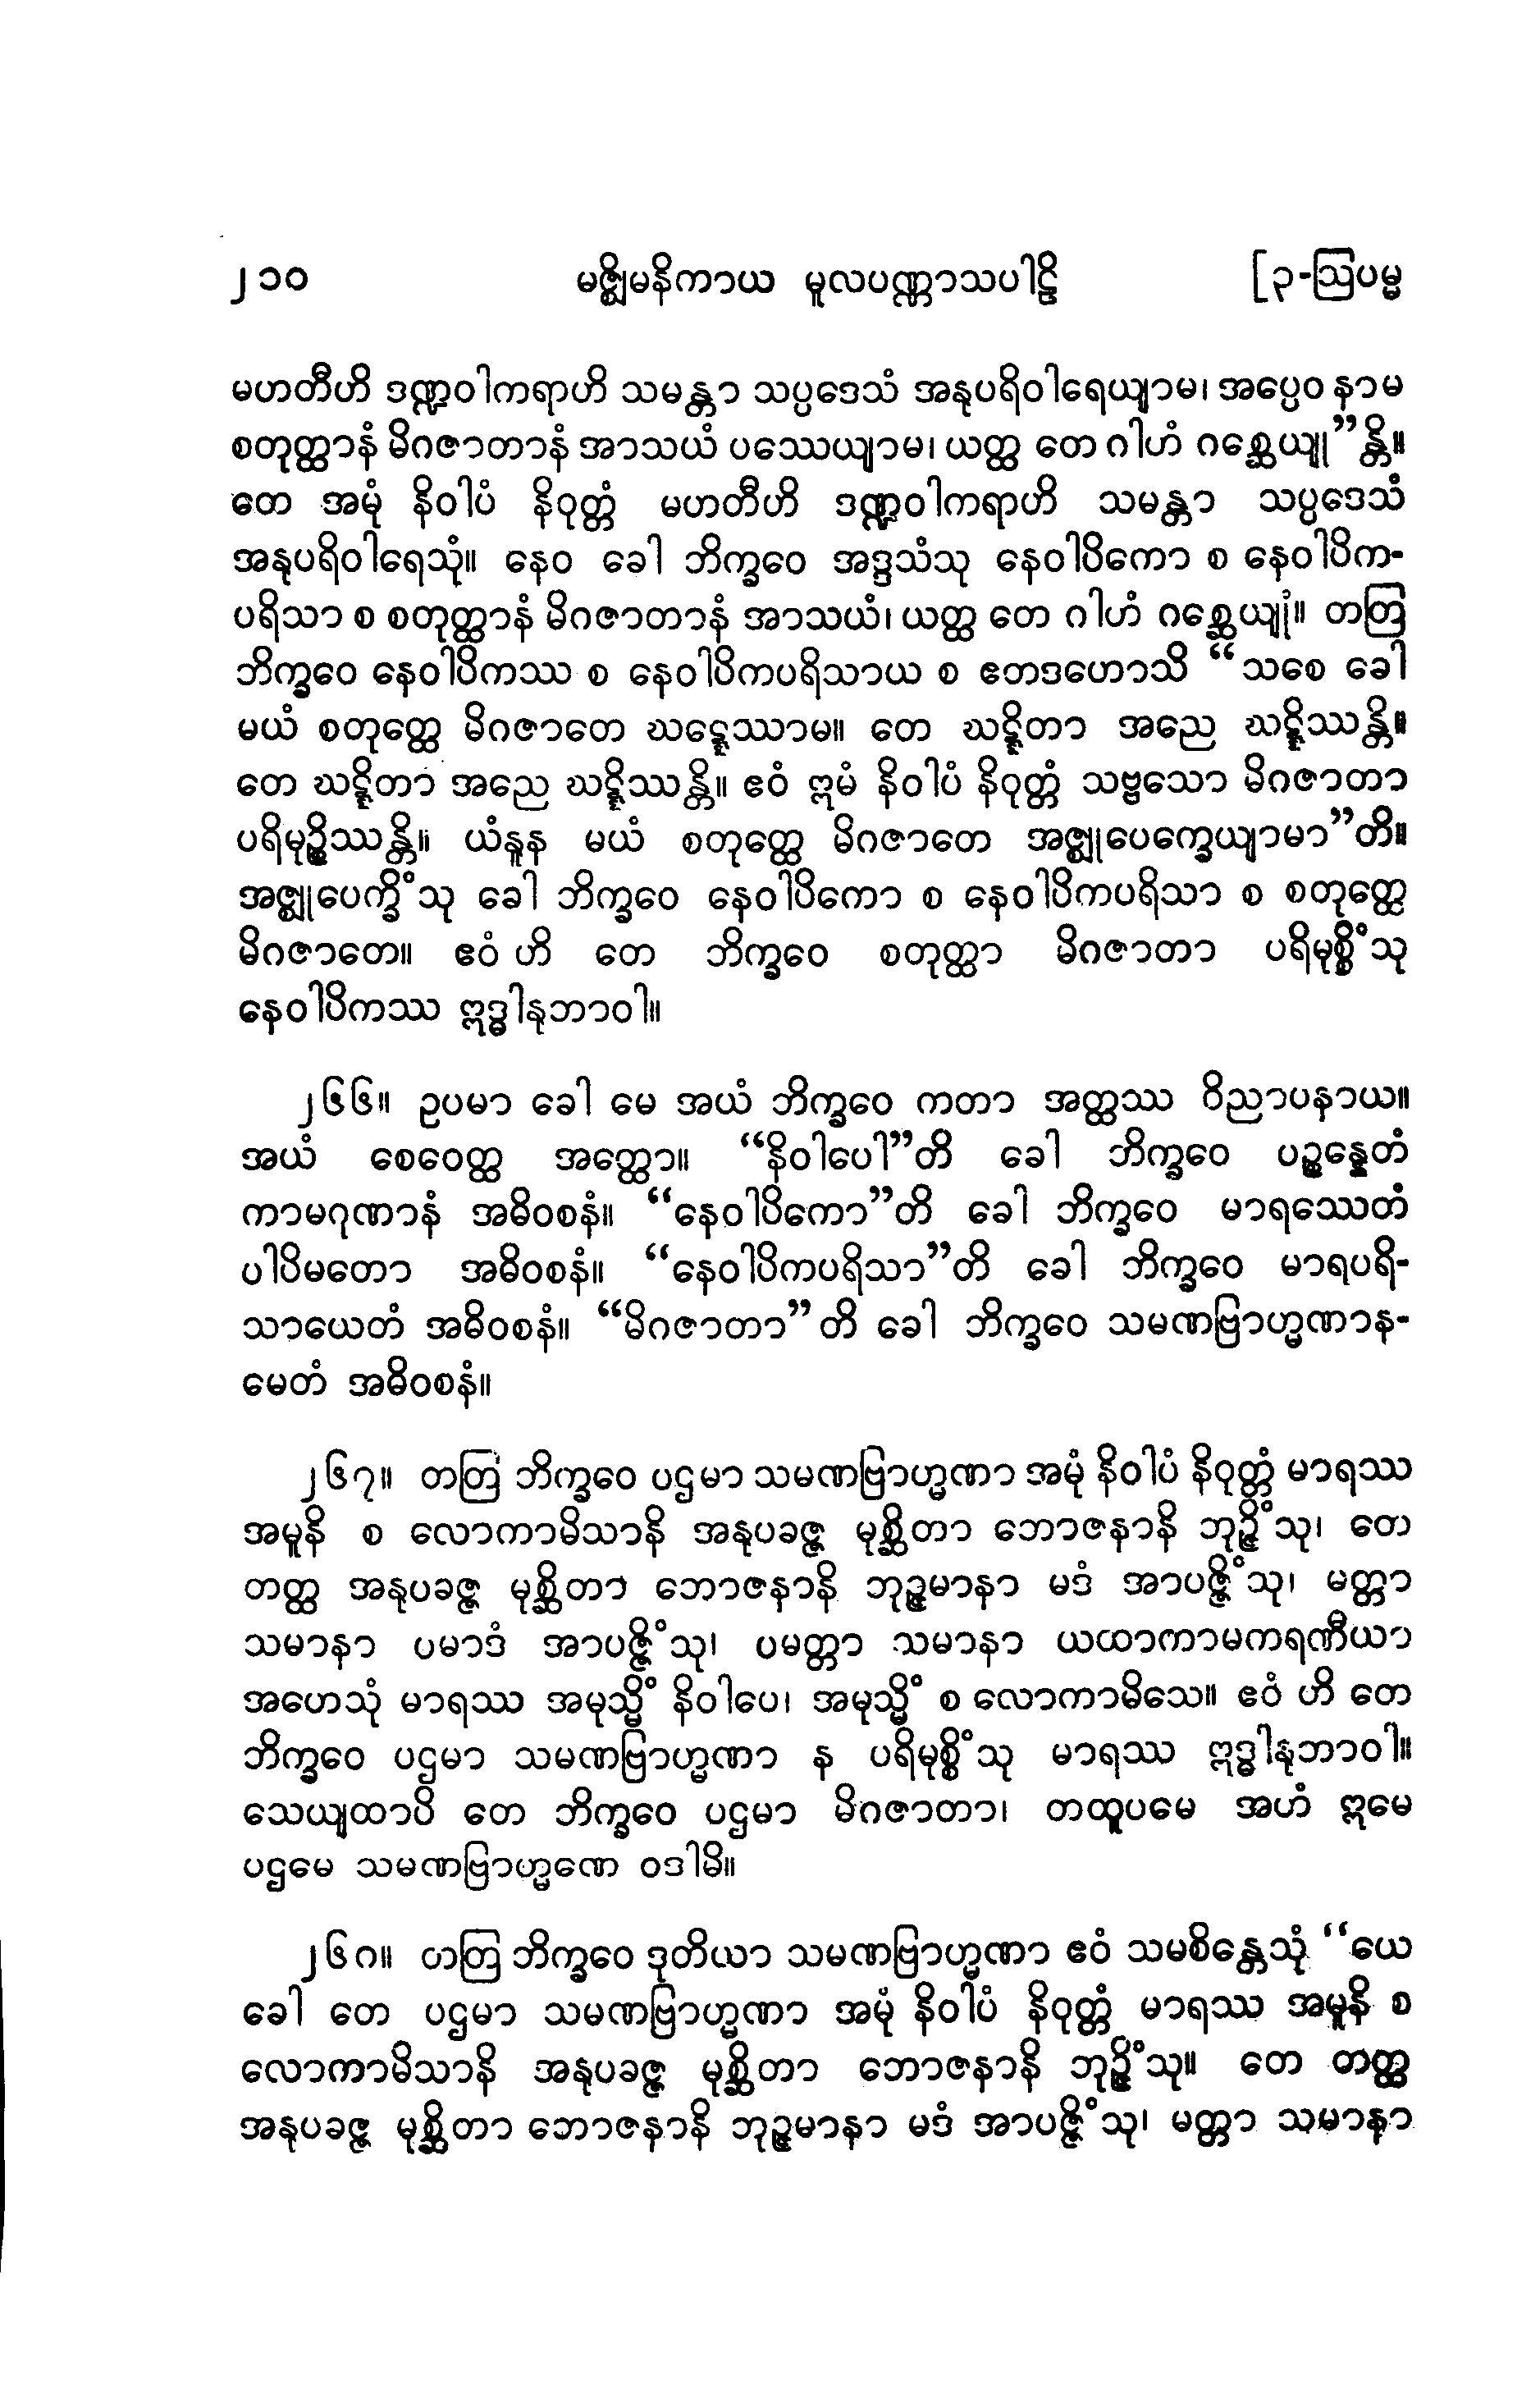 ၂၁၀ မဇ္ဈိမနိကာယ မူလပဏ္ဏာသပါဠိ [၃-ဩပမ္မ
မဟတီဟိ ဒဏ္ဍဝါကရာဟိ သမန္တာ သပ္ပဒေသံ အနုပရိဝါရေယျာမ၊ အပ္ပေဝ နာမ
စတုတ္ထာနံ မိဂဇာတာနံ အာသယံ ပဿေယျာမ၊ ယတ္ထ တေ ဂါဟံ ဂစ္ဆေယျု”န္တိ။
တေ အမုံ နိဝါပံ နိဝုတ္တံ မဟတီဟိ ဒဏ္ဍဝါကရာဟိ သမန္တာ သပ္ပဒေသံ
အနုပရိဝါရေသုံ။ နေဝ ခေါ ဘိက္ခဝေ အဒ္ဒသံသု နေဝါပိကော စ နေဝါပိက-
ပရိသာ စ စတုတ္ထာနံ မိဂဇာတာနံ အာသယံ၊ ယတ္ထ တေ ဂါဟံ ဂစ္ဆေယျုံ။ တတြ
ဘိက္ခဝေ နေဝါပိကဿ စ နေဝါပိကပရိသာယ စ ဧတဒဟောသိ “သစေ ခေါ
မယံ စတုတ္ထေ မိဂဇာတေ ဃဋ္ဋေဿာမ။ တေ ဃဋ္ဋိတာ အညေ ဃဋ္ဋိဿန္တိ။
တေ ဃဋ္ဋိတာ အညေ ဃဋ္ဋိဿန္တိ။ ဧဝံ ဣမံ နိဝါပံ နိဝုတ္တံ သဗ္ဗသော မိဂဇာတာ
ပရိမုဉ္စိဿန္တိ။ ယံနူန မယံ စတုတ္ထေ မိဂဇာတေ အဇ္ဈုပေက္ခေယျာမာ”တိ။
အဇ္ဈုပေက္ခိံသု ခေါ ဘိက္ခဝေ နေဝါပိကော စ နေဝါပိကပရိသာ စ စတုတ္ထေ
မိဂဇာတေ။ ဧဝံ ဟိ တေ ဘိက္ခဝေ စတုတ္ထာ မိဂဇာတာ ပရိမုစ္စိံသု
နေဝါပိကဿ ဣဒ္ဓါနုဘာဝါ။
၂၆၆။ ဥပမာ ခေါ မေ အယံ ဘိက္ခဝေ ကတာ အတ္ထဿ ဝိညာပနာယ။
အယံ စေဝေတ္ထ အတ္ထော။ “နိဝါပေါ”တိ ခေါ ဘိက္ခဝေ ပဉ္စန္နေတံ
ကာမဂုဏာနံ အဓိဝစနံ။ “နေဝါပိကော”တိ ခေါ ဘိက္ခဝေ မာရဿေတံ
ပါပိမတော အဓိဝစနံ။ “နေဝါပိကပရိသာ”တိ ခေါ ဘိက္ခဝေ မာရပရိ-
သာယေတံ အဓိဝစနံ။ “မိဂဇာတာ”တိ ခေါ ဘိက္ခဝေ သမဏဗြာဟ္မဏာန-
မေတံ အဓိဝစနံ။
၂၆၇။ တတြ ဘိက္ခဝေ ပဌမာ သမဏဗြာဟ္မဏာ အမုံ နိဝါပံ နိဝုတ္တံ မာရဿ
အမူနိ စ လောကာမိသာနိ အနုပခဇ္ဇ မုစ္ဆိတာ ဘောဇနာနိ ဘုဉ္ဇိံသု၊ တေ
တတ္ထ အနုပခဇ္ဇ မုစ္ဆိတာ ဘောဇနာနိ ဘုဉ္ဇမာနာ မဒံ အာပဇ္ဇိံသု၊ မတ္တာ
သမာနာ ပမာဒံ အာပဇ္ဇိံသု၊ ပမတ္တာ သမာနာ ယထာကာမကရဏီယာ
အဟေသုံ မာရဿ အမုသ္မိံ နိဝါပေ၊ အမုသ္မိံ စ လောကာမိသေ။ ဧဝံ ဟိ တေ
ဘိက္ခဝေ ပဌမာ သမဏဗြာဟ္မဏာ န ပရိမုစ္စိံသု မာရဿ ဣဒ္ဓါနုဘာဝါ။
သေယျထာပိ တေ ဘိက္ခဝေ ပဌမာ မိဂဇာတာ၊ တထူပမေ အဟံ ဣမေ
ပဌမေ သမဏဗြာဟ္မဏေ ဝဒါမိ။
၂၆၈။ တတြ ဘိက္ခဝေ ဒုတိယာ သမဏဗြာဟ္မဏာ ဧဝံ သမစိန္တေသုံ “ယေ
ခေါ တေ ပဌမာ သမဏဗြာဟ္မဏာ အမုံ နိဝါပံ နိဝုတ္တံ မာရဿ အမူနိ စ
လောကာမိသာနိ အနုပခဇ္ဇ မုစ္ဆိတာ ဘောဇနာနိ ဘုဉ္ဇိံသု။ တေ တတ္ထ
အနုပခဇ္ဇ မုစ္ဆိတာ ဘောဇနာနိ ဘုဉ္ဇမာနာ မဒံ အာပဇ္ဇိံသု၊ မတ္တာ သမာနာ